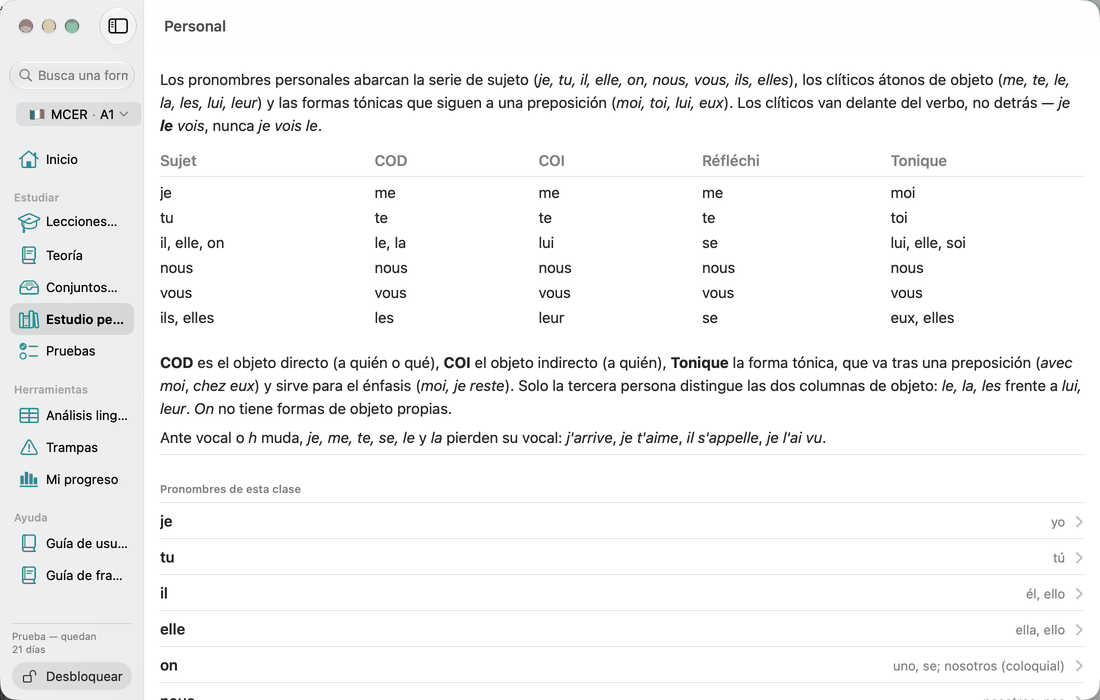 Personal
Busca una forn
MCER · A1
Inicio
Estudiar
Lecciones...
Teoría
Conjuntos...
Estudio pe...
Pruebas
Herramientas
Análisis ling...
Trampas
Mi progreso
Ayuda
Guía de usu...
Guía de fra...
Prueba — quedan
21 días
Desbloquear
Los pronombres personales abarcan la serie de sujeto (je, tu, il, elle, on, nous, vous, ils, elles), los clíticos átonos de objeto (me, te, le,
la, les, lui, leur) y las formas tónicas que siguen a una preposición (moi, toi, lui, eux). Los clíticos van delante del verbo, no detrás — je
le vois, nunca je vois le.
Sujet COD COI Réfléchi Tonique
je me me me moi
tu te te te toi
il, elle, on le, la lui se lui, elle, soi
nous nous nous nous nous
vous vous vous vous vous
ils, elles les leur se eux, elles
COD es el objeto directo (a quién o qué), COI el objeto indirecto (a quién), Tonique la forma tónica, que va tras una preposición (avec
moi, chez eux) y sirve para el énfasis (moi, je reste). Solo la tercera persona distingue las dos columnas de objeto: le, la, les frente a lui,
leur. On no tiene formas de objeto propias.
Ante vocal o h muda, je, me, te, se, le y la pierden su vocal: j'arrive, je t'aime, il s'appelle, je l'ai vu.
Pronombres de esta clase
je yo
tu tú
il él, ello
elle ella, ello
on uno, se; nosotros (coloquial)